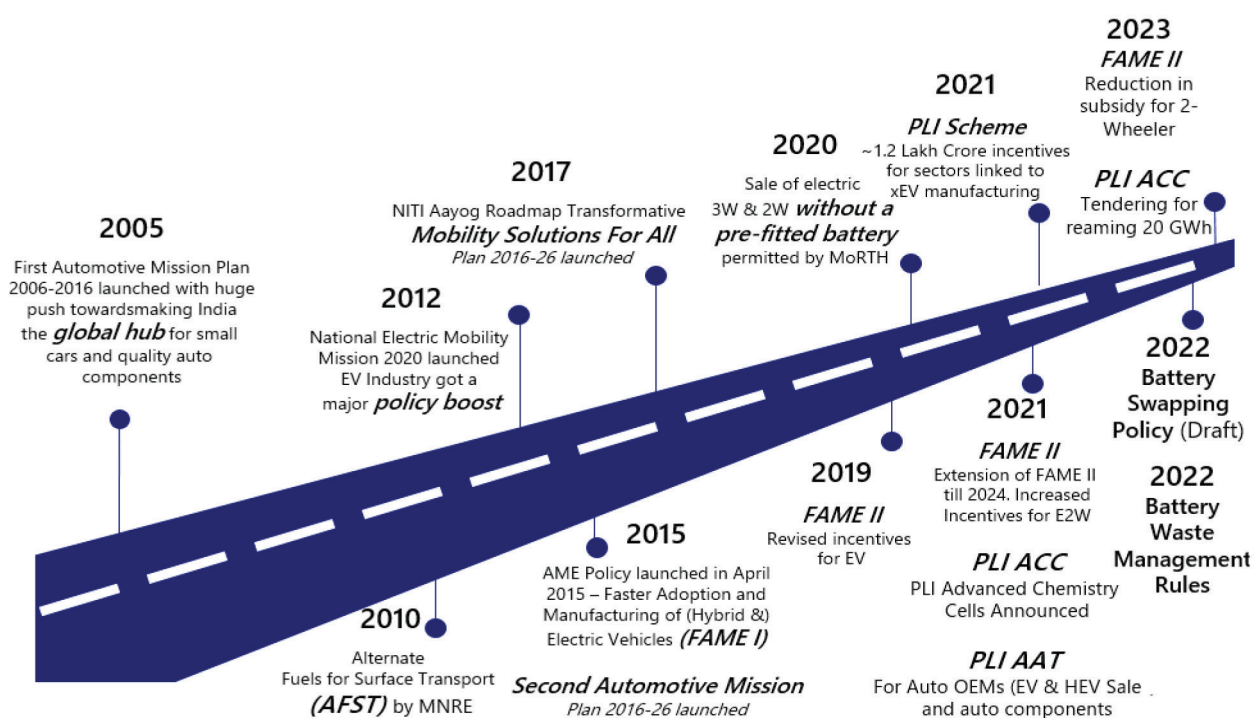 2005
First Automotive Mission Plan
2006-2016 launched with huge
push towardsmaking India
the global hub for small
cars and quality auto
components
2010
Alternate
Fuels for Surface Transport
(AFST) by MNRE
2012
National Electric Mobility
Mission 2020 launched
EV Industry got a
major policy boost
2015
AME Policy launched in April
2015 – Faster Adoption and
Manufacturing of (Hybrid &)
Electric Vehicles (FAME I)
Second Automotive Mission
Plan 2016-26 launched
2017
NITI Aayog Roadmap Transformative
Mobility Solutions For All
Plan 2016-26 launched
2019
FAME II
Revised incentives
for EV
2020
Sale of electric
3W & 2W without a
pre-fitted battery
permitted by MoRTH
2021
PLI Scheme
~1.2 Lakh Crore incentives
for sectors linked to
xEV manufacturing
2021
FAME II
Extension of FAME II
till 2024. Increased
Incentives for E2W
PLI ACC
PLI Advanced Chemistry
Cells Announced
PLI AAT
For Auto OEMs (EV & HEV Sale .
and auto components
2022
Battery
Swapping
Policy (Draft)
2022
Battery
Waste
Management
Rules
2023
FAME II
Reduction in
subsidy for 2-
Wheeler
PLI ACC
Tendering for
reaming 20 GWh